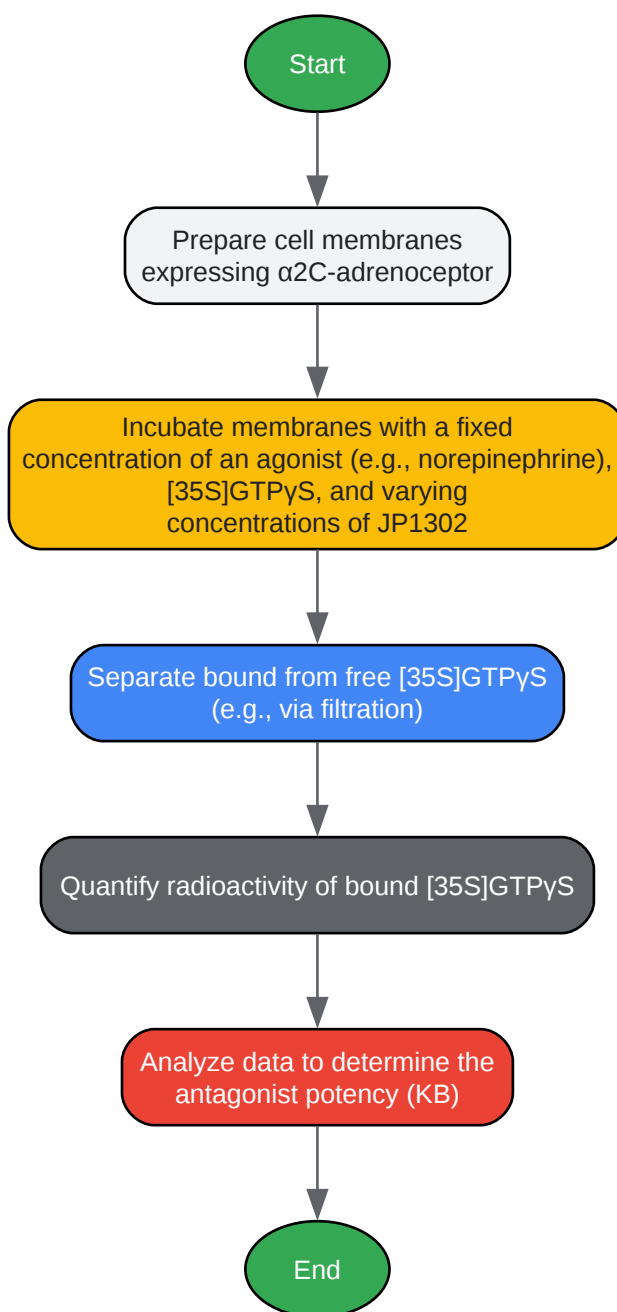 Start
Prepare cell membranes
expressing α2C-adrenoceptor
Incubate membranes with a fixed
concentration of an agonist (e.g., norepinephrine),
[35S]GTPγS, and varying
concentrations of JP1302
Separate bound from free [35S]GTPγS
(e.g., via filtration)
Quantify radioactivity of bound [35S]GTPγS
Analyze data to determine the
antagonist potency (KB)
End